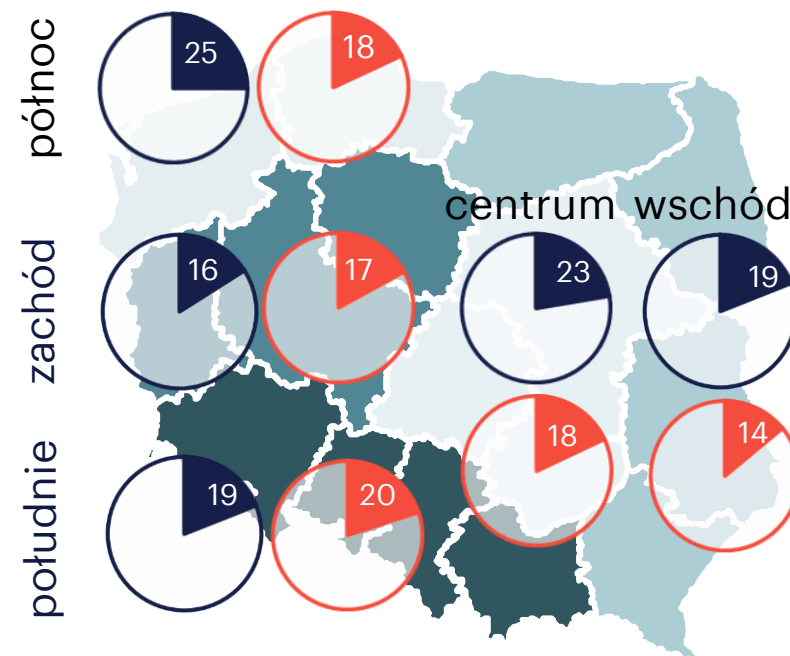 północ
25
18
centrum
wschód
zachód
16
17
23
19
południe
19
20
18
14